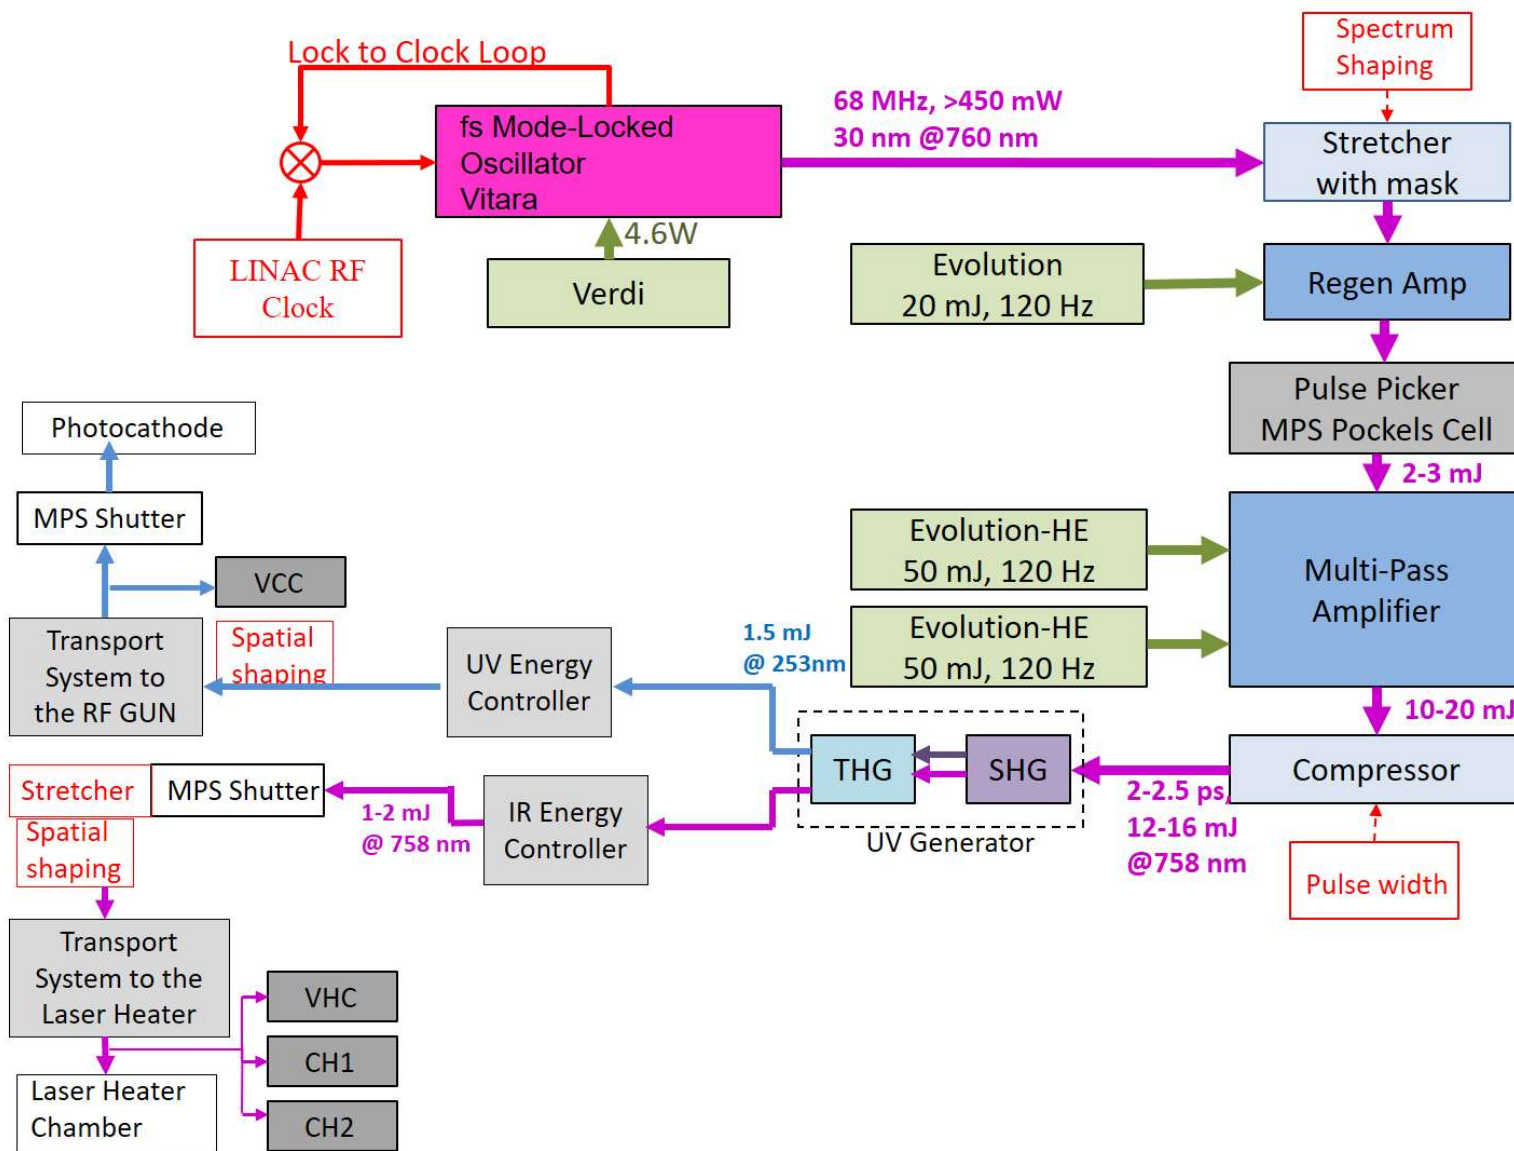 Lock to Clock Loop
fs Mode-Locked
Oscillator
Vitara
68 MHz, >450 mW
30 nm @760 nm
Spectrum
Shaping
Stretcher
with mask
LINAC RF
Clock
4.6W
Verdi
Evolution
20 mJ, 120 Hz
Regen Amp
Pulse Picker
MPS Pockels Cell
2-3 mJ
Photocathode
MPS Shutter
VCC
Evolution-HE
50 mJ, 120 Hz
Multi-Pass
Amplifier
Evolution-HE
50 mJ, 120 Hz
Transport
System to
the RF GUN
Spatial
shaping
UV Energy
Controller
1.5 mJ
@ 253nm
10-20 mJ
THG
SHG
UV Generator
Compressor
2-2.5 ps,
12-16 mJ
@758 nm
Pulse width
Stretcher
MPS Shutter
Spatial
shaping
1-2 mJ
@ 758 nm
IR Energy
Controller
Transport
System to the
Laser Heater
VHC
CH1
CH2
Laser Heater
Chamber